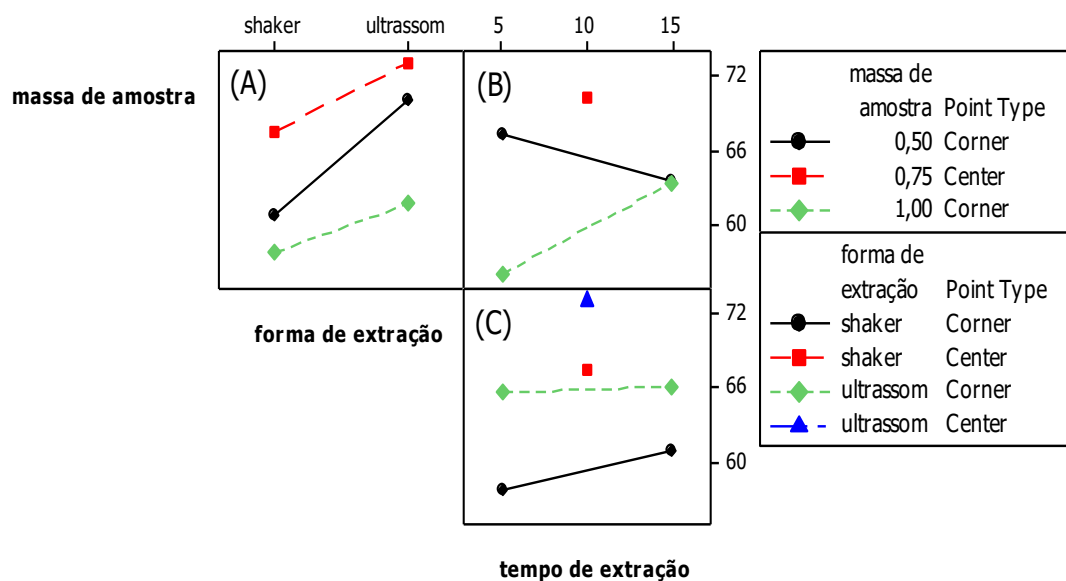 shaker ultrassom
5 10 15
massa de amostra
(A)
(B)
72
66
60
massa de
amostra Point Type
0,50 Corner
0,75 Center
1,00 Corner
forma de extração
(C)
72
66
60
forma de
extração Point Type
shaker Corner
shaker Center
ultrassom Corner
ultrassom Center
tempo de extração